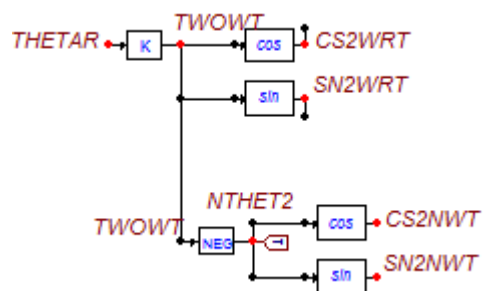 TWOWT
THETAR
K
cos
CS2WRT
sin
SN2WRT
NTHET2
TWOWT
NEG
cos
CS2NWT
sin
SN2NWT